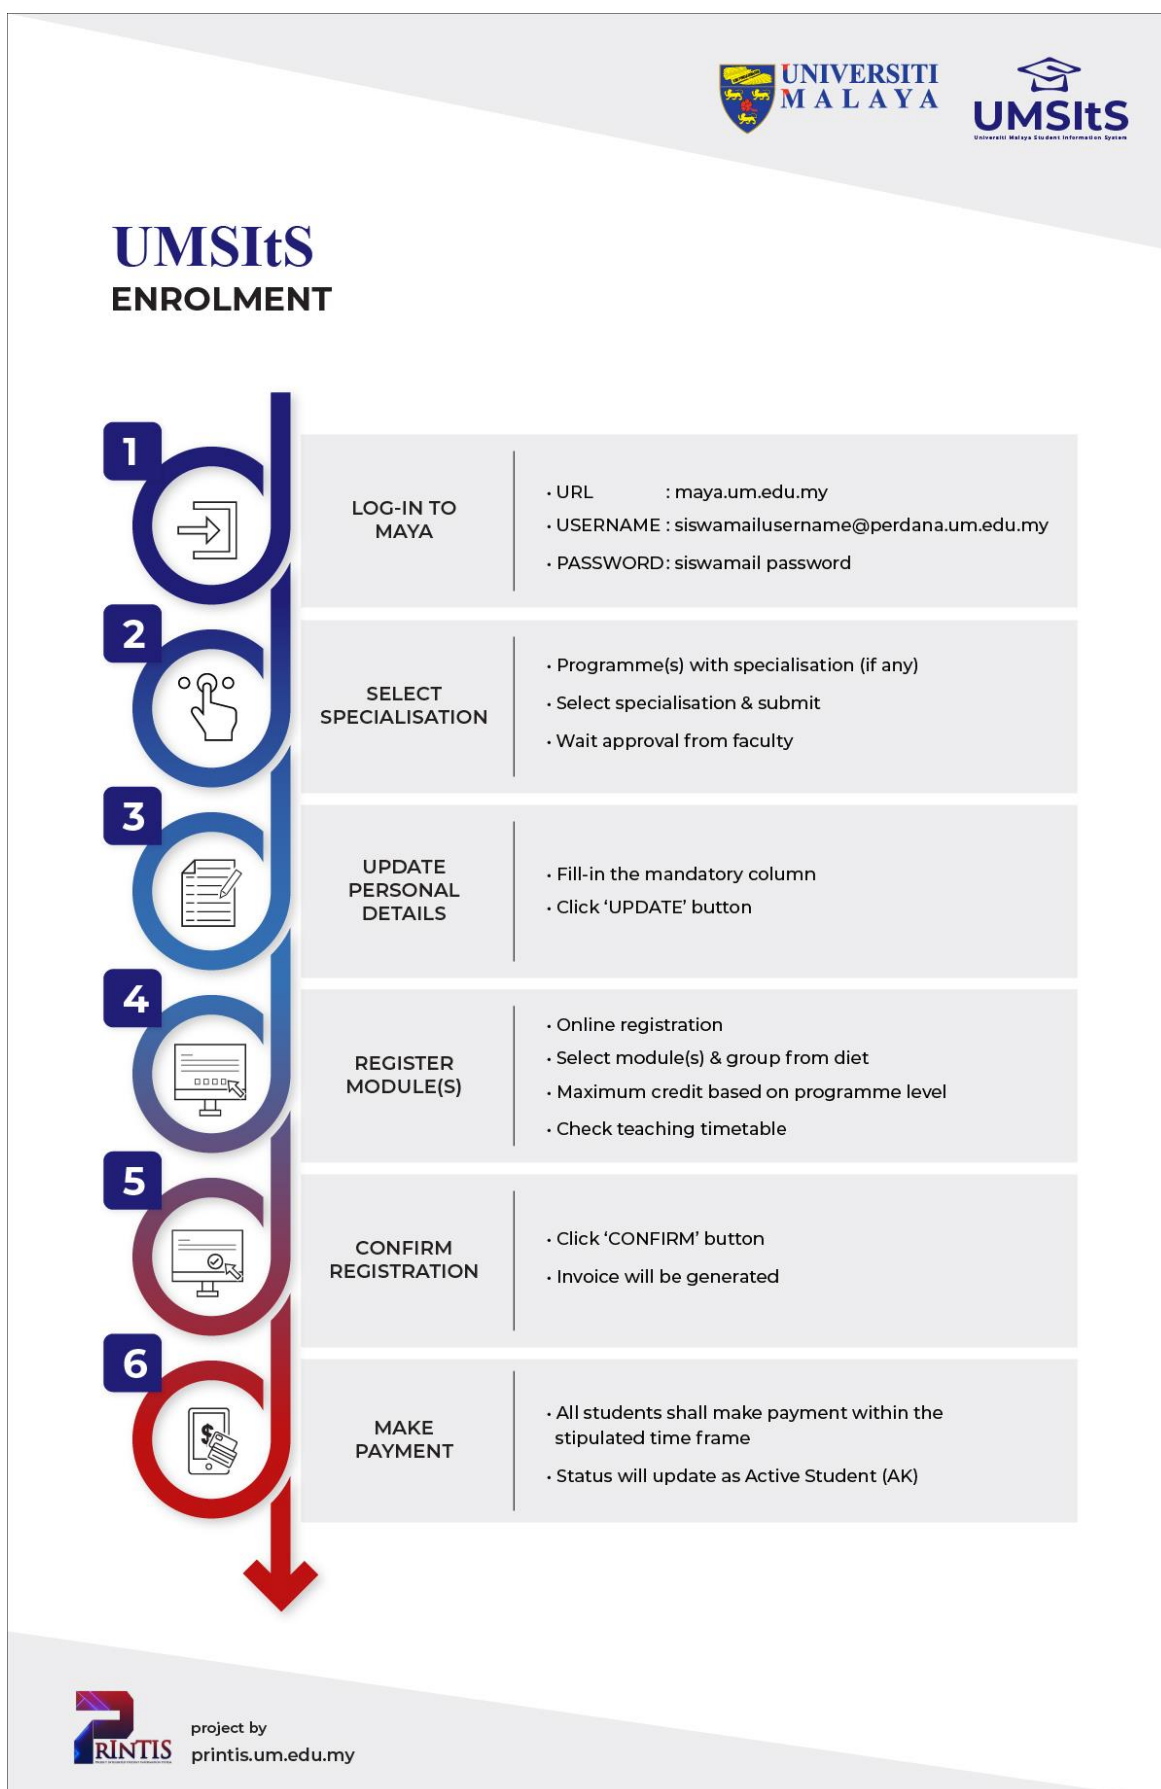 UNIVERSITI
MALAYA
UMSItS
Universiti Malaya Student Information System
UMSItS
ENROLMENT
1
LOG-IN TO
MAYA
• URL : maya.um.edu.my
• USERNAME : siswamailusername@perdana.um.edu.my
• PASSWORD : siswamail password
2
SELECT
SPECIALISATION
• Programme(s) with specialisation (if any)
• Select specialisation & submit
• Wait approval from faculty
3
UPDATE
PERSONAL
DETAILS
• Fill-in the mandatory column
• Click ‘UPDATE’ button
4
REGISTER
MODULE(S)
• Online registration
• Select module(s) & group from diet
• Maximum credit based on programme level
• Check teaching timetable
5
CONFIRM
REGISTRATION
• Click ‘CONFIRM’ button
• Invoice will be generated
6
$
MAKE
PAYMENT
• All students shall make payment within the
stipulated time frame
• Status will update as Active Student (AK)
PRINTIS
project by
printis.um.edu.my